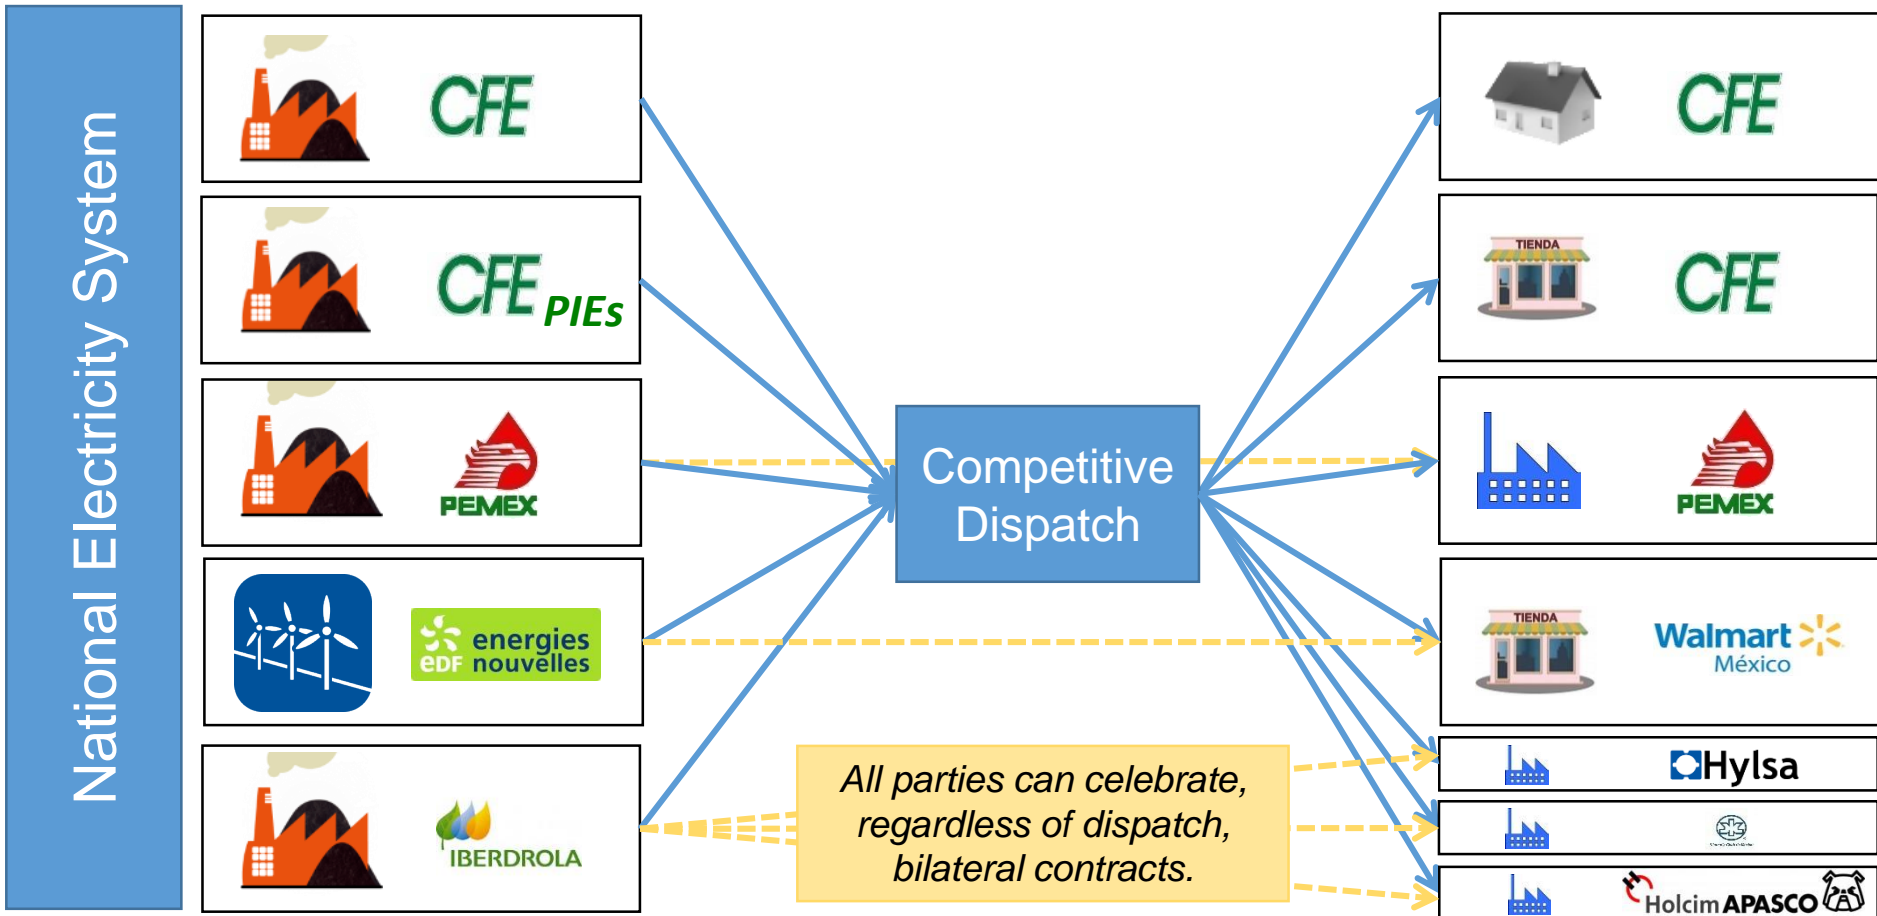 National Electricity System
CFE
CFE PIEs
PEMEX
eDF energies nouvelles
IBERDROLA
Competitive
Dispatch
All parties can celebrate,
regardless of dispatch,
bilateral contracts.
CFE
TIENDA
CFE
PEMEX
TIENDA
Walmart
México
Hylsa
Holcim APASCO